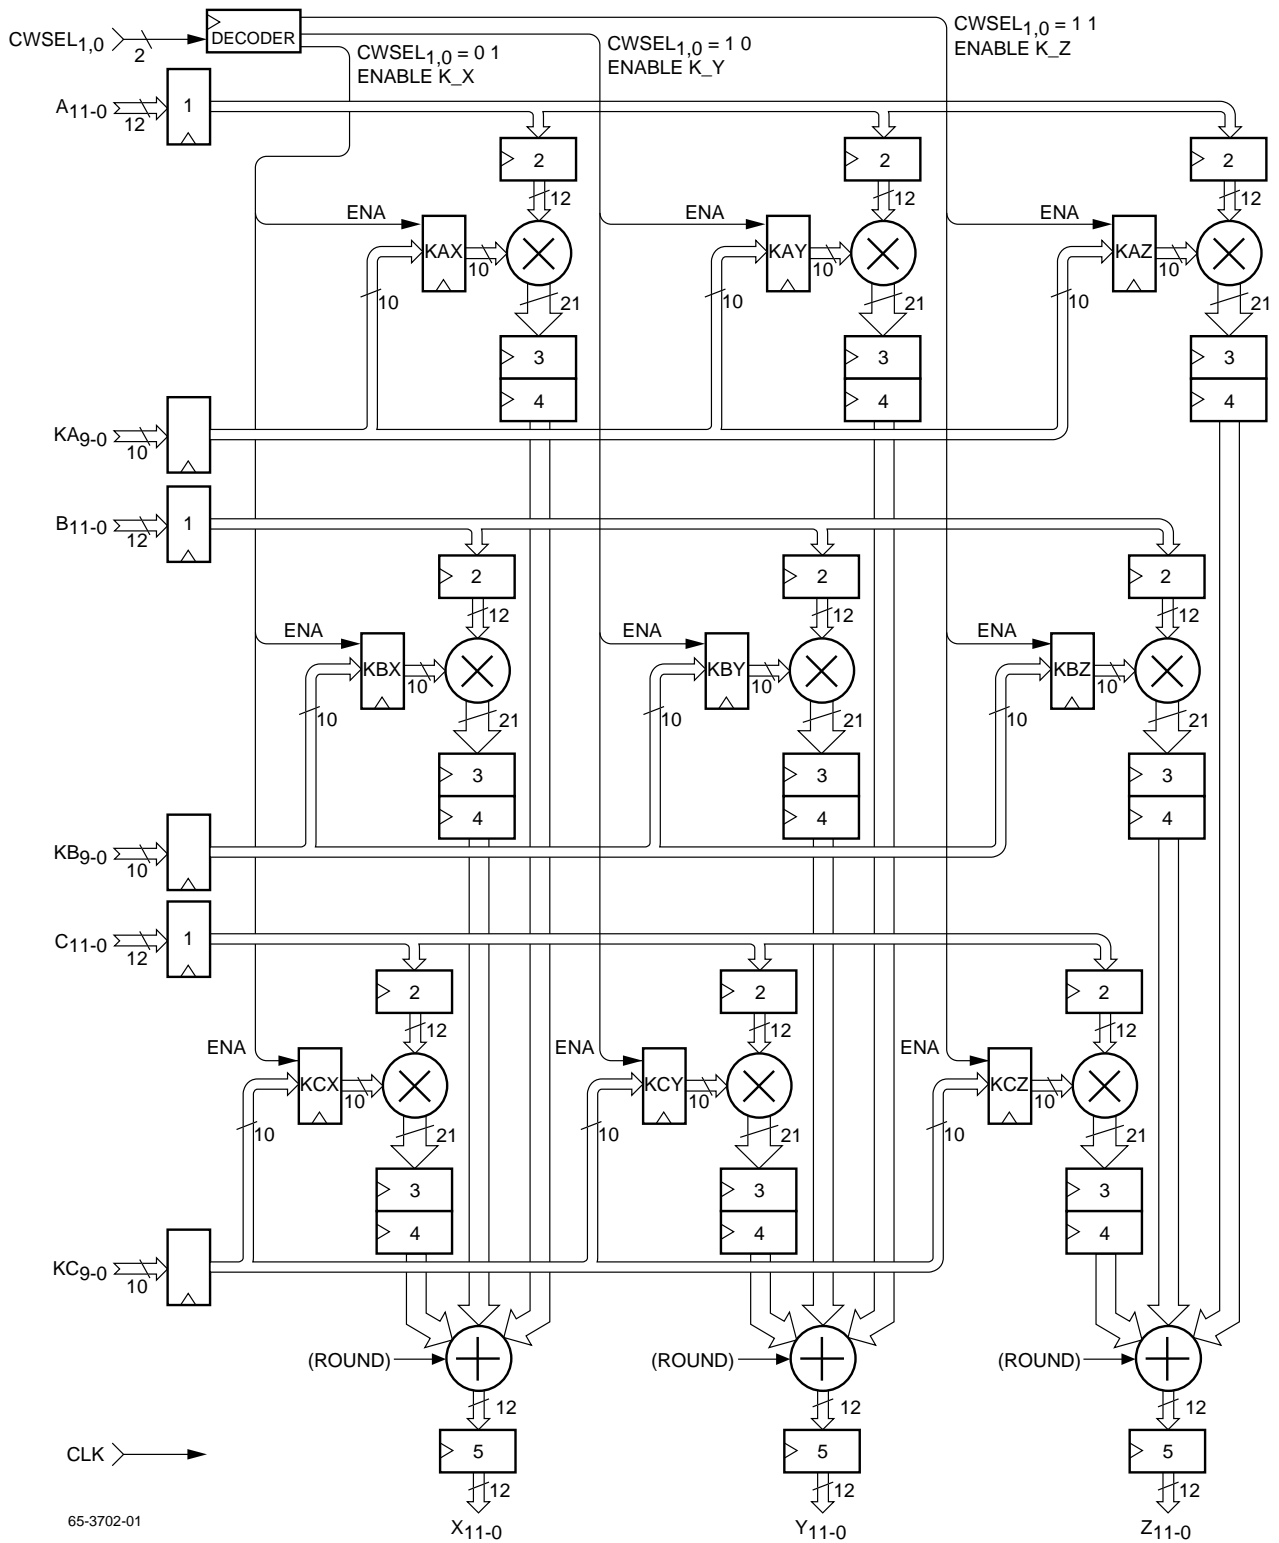 CWSEL1,0
2
DECODER
CWSEL1,0 = 0 1
ENABLE K_X
CWSEL1,0 = 1 0
ENABLE K_Y
CWSEL1,0 = 1 1
ENABLE K_Z
A11-0
12
1
2
2
2
12
12
12
ENA
ENA
ENA
KAX
10
KAY
10
KAZ
10
10
21
10
21
10
21
3
3
3
4
4
4
KA9-0
10
B11-0
12
1
2
2
2
12
12
12
ENA
ENA
ENA
KBX
10
KBY
10
KBZ
10
10
21
10
21
10
21
3
3
3
4
4
4
KB9-0
10
C11-0
12
1
2
2
2
12
12
12
ENA
ENA
ENA
KCX
10
KCY
10
KCZ
10
10
21
10
21
10
21
3
3
3
4
4
4
KC9-0
10
(ROUND)
(ROUND)
(ROUND)
12
12
12
CLK
5
5
5
12
12
12
65-3702-01
X11-0
Y11-0
Z11-0